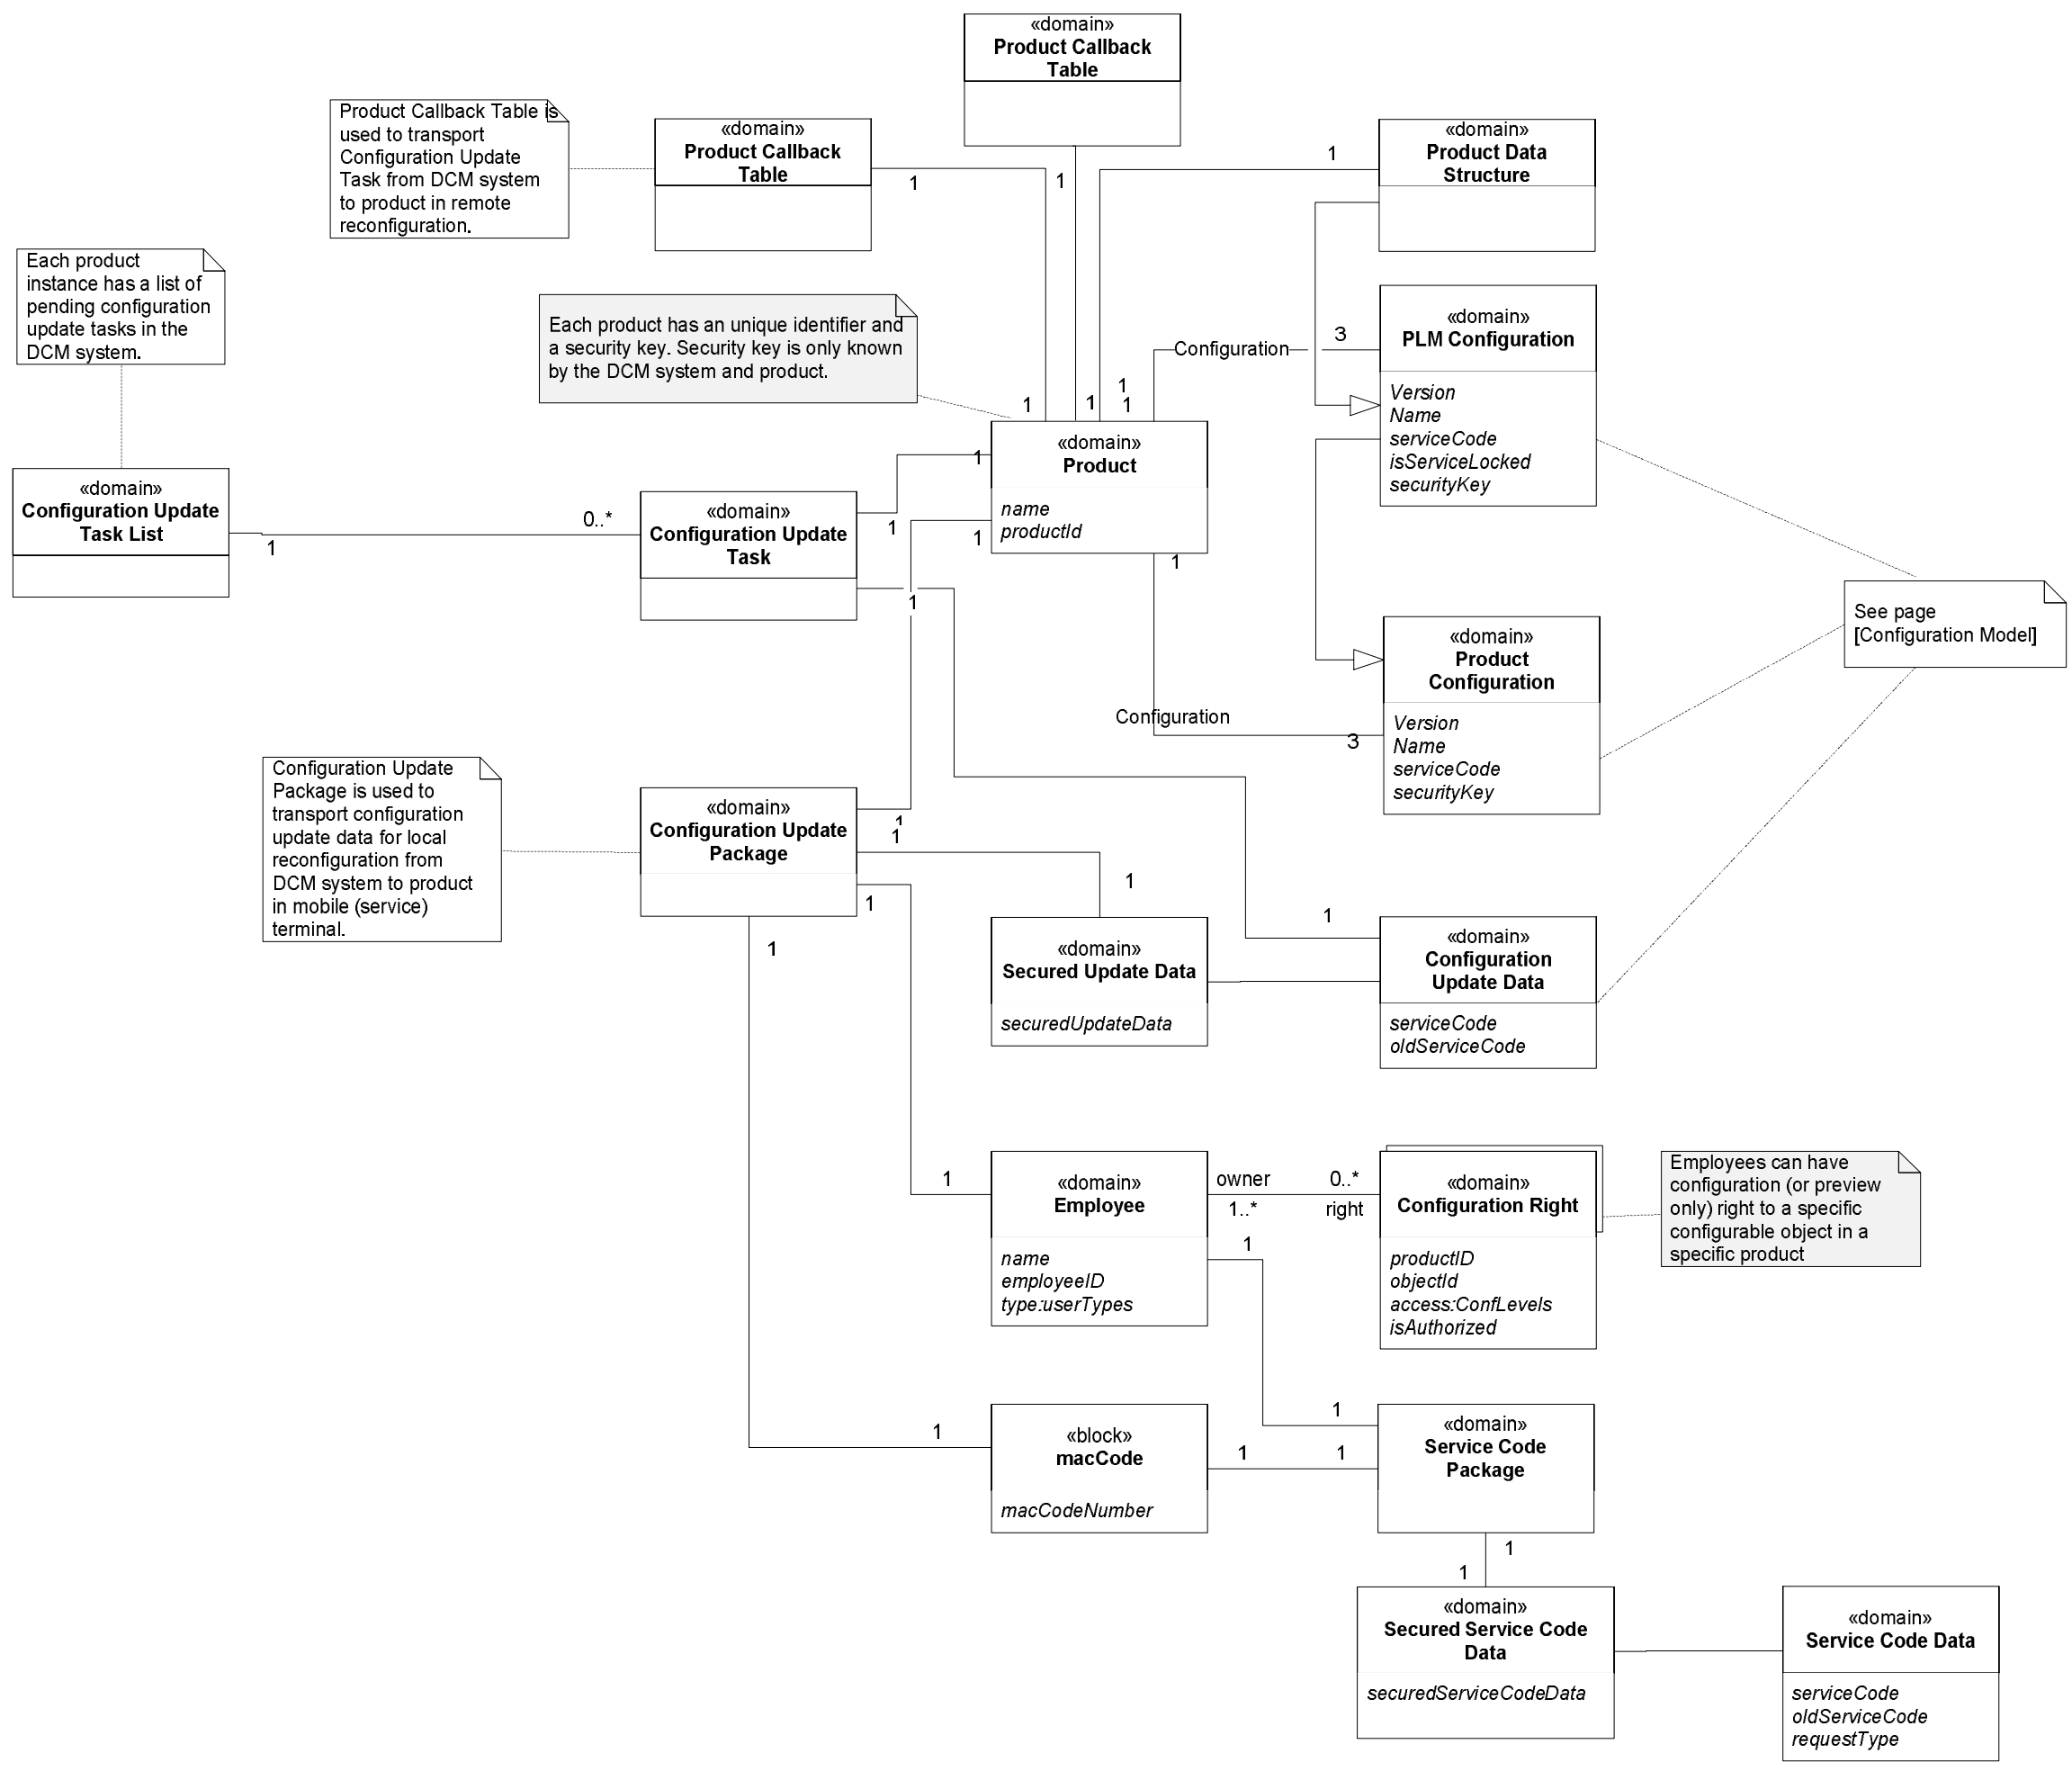 «domain»
Product Callback
Table
Product Callback Table is
used to transport
Configuration Update
Task from DCM system
to product in remote
reconfiguration.
«domain»
Product Callback
Table
1
1
1
«domain»
Product Data
Structure
Each product
instance has a list of
pending configuration
update tasks in the
DCM system.
Each product has an unique identifier and
a security key. Security key is only known
by the DCM system and product.
Configuration
3
«domain»
PLM Configuration
Version
Name
serviceCode
isServiceLocked
securityKey
1
1
1
1
«domain»
Product
name
productId
1
1
1
1
«domain»
Configuration Update
Task List
1
0..*
«domain»
Configuration Update
Task
1
See page
[Configuration Model]
«domain»
Product
Configuration
Version
Name
serviceCode
securityKey
Configuration
3
Configuration Update
Package is used to
transport configuration
update data for local
reconfiguration from
DCM system to product
in mobile (service)
terminal.
«domain»
Configuration Update
Package
1
1
1
1
1
1
«domain»
Secured Update Data
securedUpdateData
«domain»
Configuration
Update Data
serviceCode
oldServiceCode
1
«domain»
Employee
name
employeeID
type:userTypes
owner
1..*
0..*
right
1
«domain»
Configuration Right
productID
objectId
access:ConfLevels
isAuthorized
Employees can have
configuration (or preview
only) right to a specific
configurable object in a
specific product
1
«block»
macCode
macCodeNumber
1
1
1
«domain»
Service Code
Package
1
1
«domain»
Secured Service Code
Data
securedServiceCodeData
«domain»
Service Code Data
serviceCode
oldServiceCode
requestType